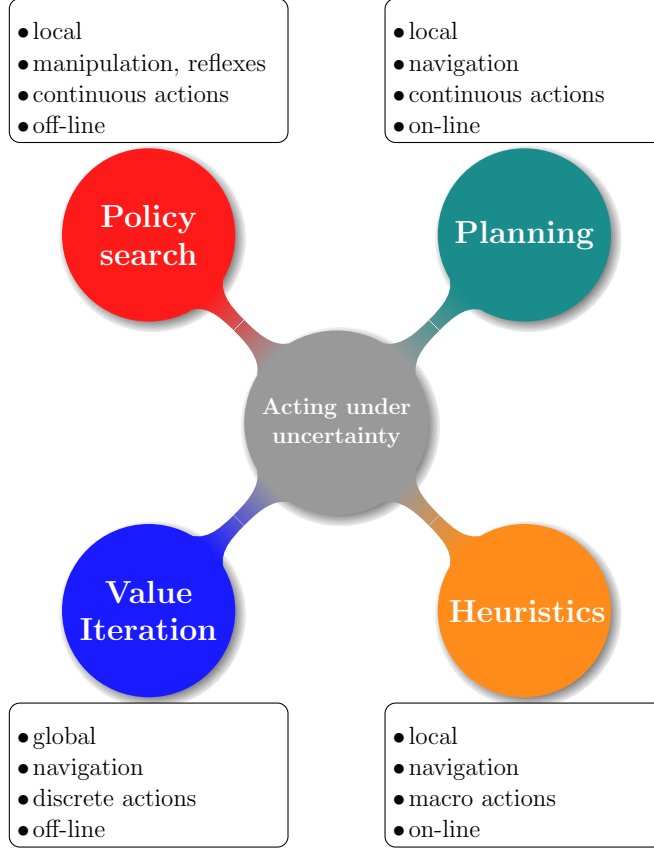 • local
• manipulation, reflexes
• continuous actions
• off-line
• local
• navigation
• continuous actions
• on-line
Policy
search
Planning
Acting under
uncertainty
Value
Iteration
Heuristics
• global
• navigation
• discrete actions
• off-line
• local
• navigation
• macro actions
• on-line